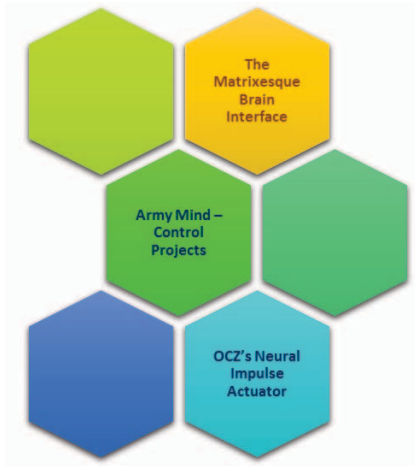 The
Matrixesque
Brain
Interface
Army Mind –
Control
Projects
OCZ's Neural
Impulse
Actuator